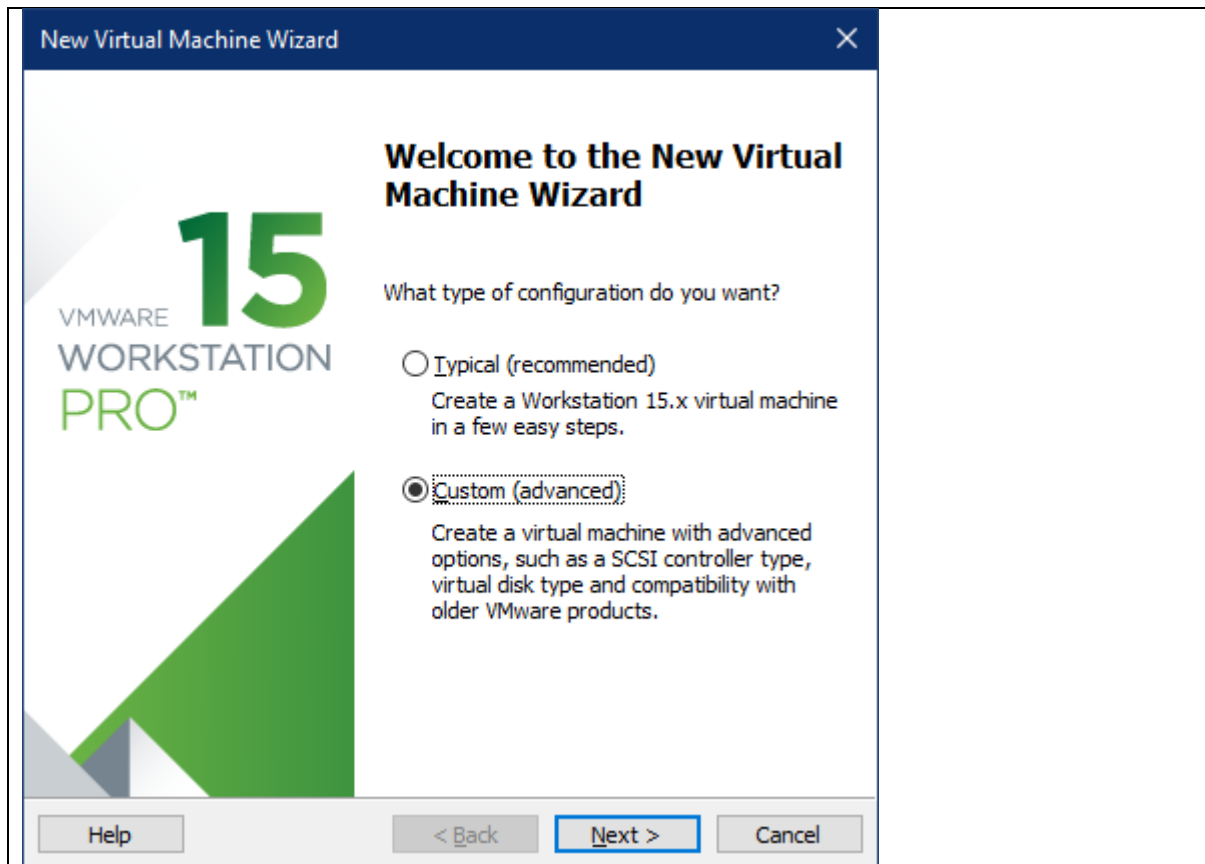 New Virtual Machine Wizard
Welcome to the New Virtual
Machine Wizard
15
VMWARE
WORKSTATION
PRO™
What type of configuration do you want?
Typical (recommended)
Create a Workstation 15.x virtual machine
in a few easy steps.
Custom (advanced)
Create a virtual machine with advanced
options, such as a SCSI controller type,
virtual disk type and compatibility with
older VMware products.
Help
< Back
Next >
Cancel